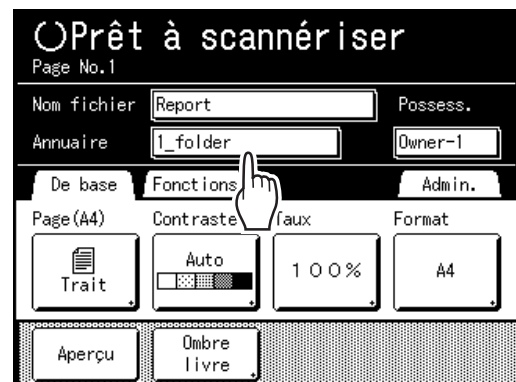 Prêt à scannériser
Page No.1
Nom fichier Report Possess.
Annuaire 1_folder Owner-1
De base Fonctions Admin.
Page(A4) Contraste Taux Format
Auto
Trait 100% A4
Aperçu Ombre livre